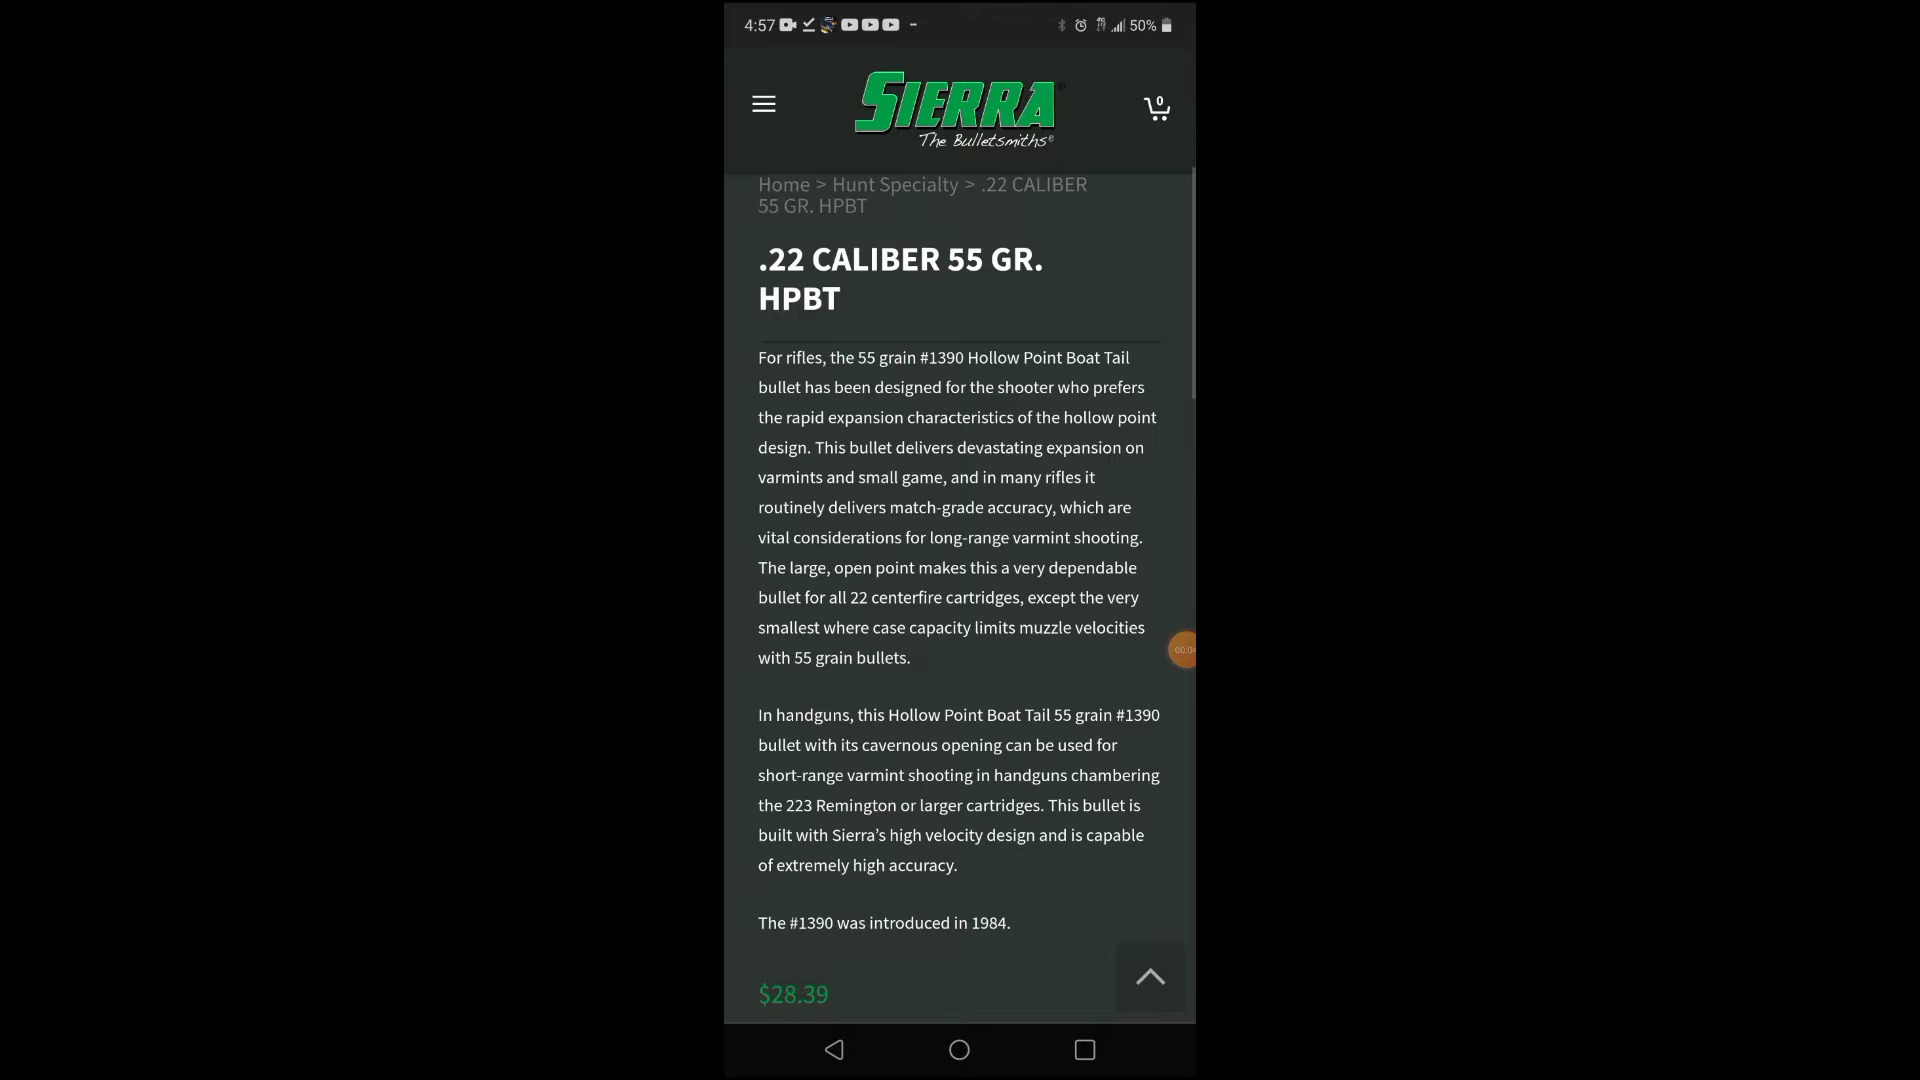 4:57
50%
SIERRA
The Bulletsmiths®
0
Home > Hunt Specialty > .22 CALIBER
55 GR. HPBT
.22 CALIBER 55 GR.
HPBT
For rifles, the 55 grain #1390 Hollow Point Boat Tail
bullet has been designed for the shooter who prefers
the rapid expansion characteristics of the hollow point
design. This bullet delivers devastating expansion on
varmints and small game, and in many rifles it
routinely delivers match-grade accuracy, which are
vital considerations for long-range varmint shooting.
The large, open point makes this a very dependable
bullet for all 22 centerfire cartridges, except the very
smallest where case capacity limits muzzle velocities
with 55 grain bullets.
In handguns, this Hollow Point Boat Tail 55 grain #1390
bullet with its cavernous opening can be used for
short-range varmint shooting in handguns chambering
the 223 Remington or larger cartridges. This bullet is
built with Sierra’s high velocity design and is capable
of extremely high accuracy.
The #1390 was introduced in 1984.
$28.39